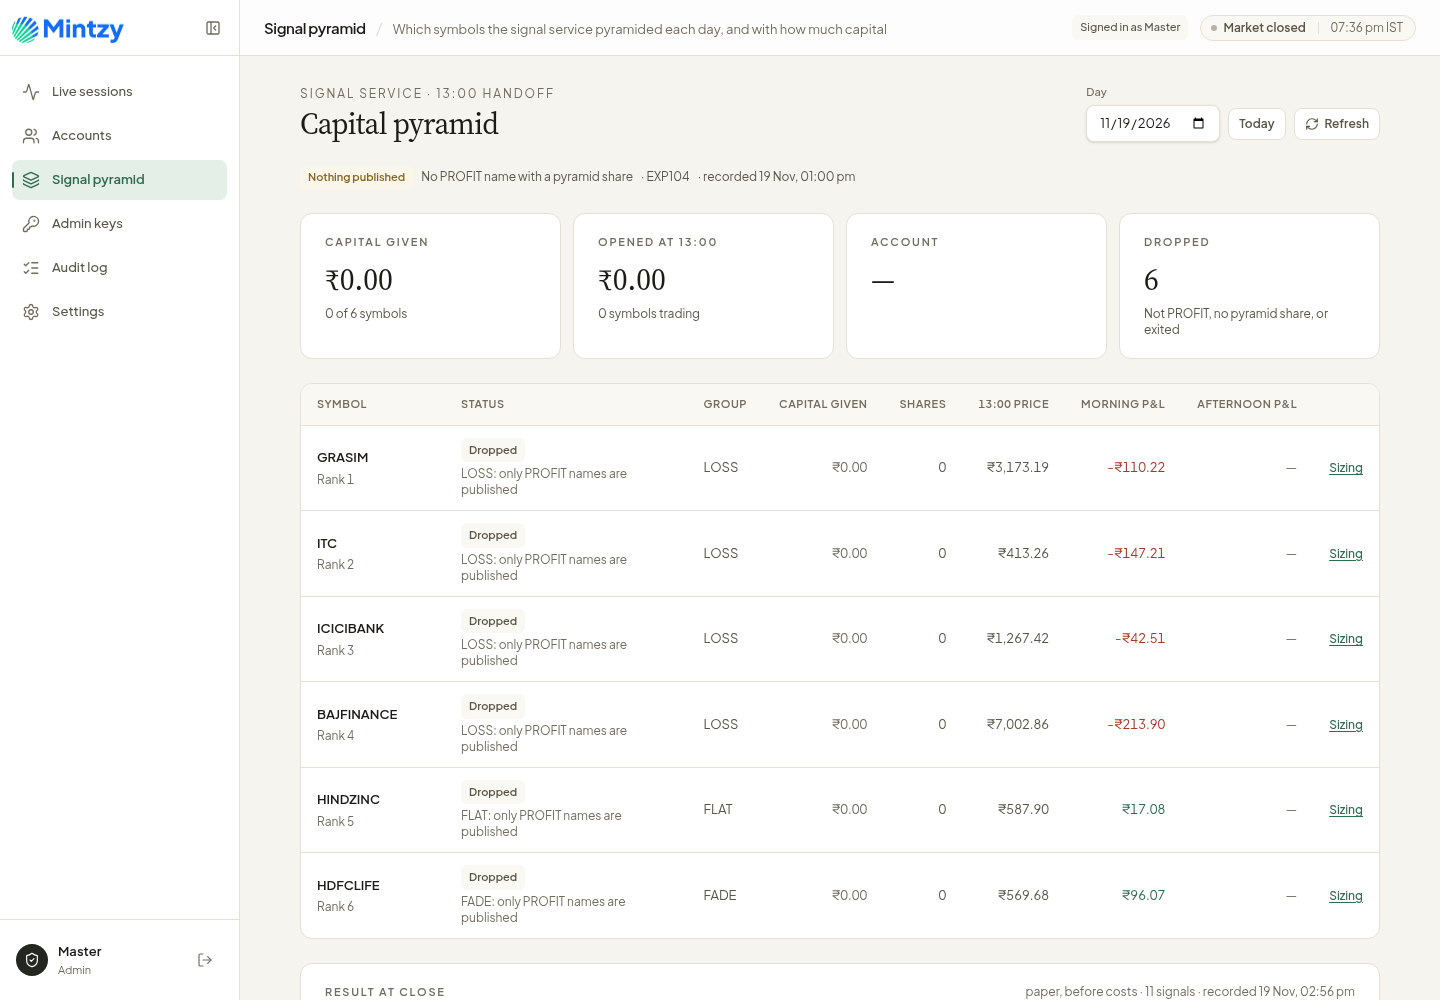 Mintzy
Signal pyramid / Which symbols the signal service pyramided each day, and with how much capital
Signed in as Master
Market closed
07:36 pm IST
Live sessions
Accounts
Signal pyramid
Admin keys
Audit log
Settings
Master
Admin
SIGNAL SERVICE · 13:00 HANDOFF
Capital pyramid
Day
11/19/2026
Today
Refresh
Nothing published No PROFIT name with a pyramid share · EXP104 · recorded 19 Nov, 01:00 pm
CAPITAL GIVEN
₹0.00
0 of 6 symbols
OPENED AT 13:00
₹0.00
0 symbols trading
ACCOUNT
—
DROPPED
6
Not PROFIT, no pyramid share, or
exited
SYMBOL STATUS GROUP CAPITAL GIVEN SHARES 13:00 PRICE MORNING P&L AFTERNOON P&L
GRASIM
Rank 1
Dropped
LOSS: only PROFIT names are
published
LOSS ₹0.00 0 ₹3,173.19 -₹110.22 — Sizing
ITC
Rank 2
Dropped
LOSS: only PROFIT names are
published
LOSS ₹0.00 0 ₹413.26 -₹147.21 — Sizing
ICICIBANK
Rank 3
Dropped
LOSS: only PROFIT names are
published
LOSS ₹0.00 0 ₹1,267.42 -₹42.51 — Sizing
BAJFINANCE
Rank 4
Dropped
LOSS: only PROFIT names are
published
LOSS ₹0.00 0 ₹7,002.86 -₹213.90 — Sizing
HINDZINC
Rank 5
Dropped
FLAT: only PROFIT names are
published
FLAT ₹0.00 0 ₹587.90 ₹17.08 — Sizing
HDFCLIFE
Rank 6
Dropped
FADE: only PROFIT names are
published
FADE ₹0.00 0 ₹569.68 ₹96.07 — Sizing
RESULT AT CLOSE
paper, before costs · 11 signals · recorded 19 Nov, 02:56 pm